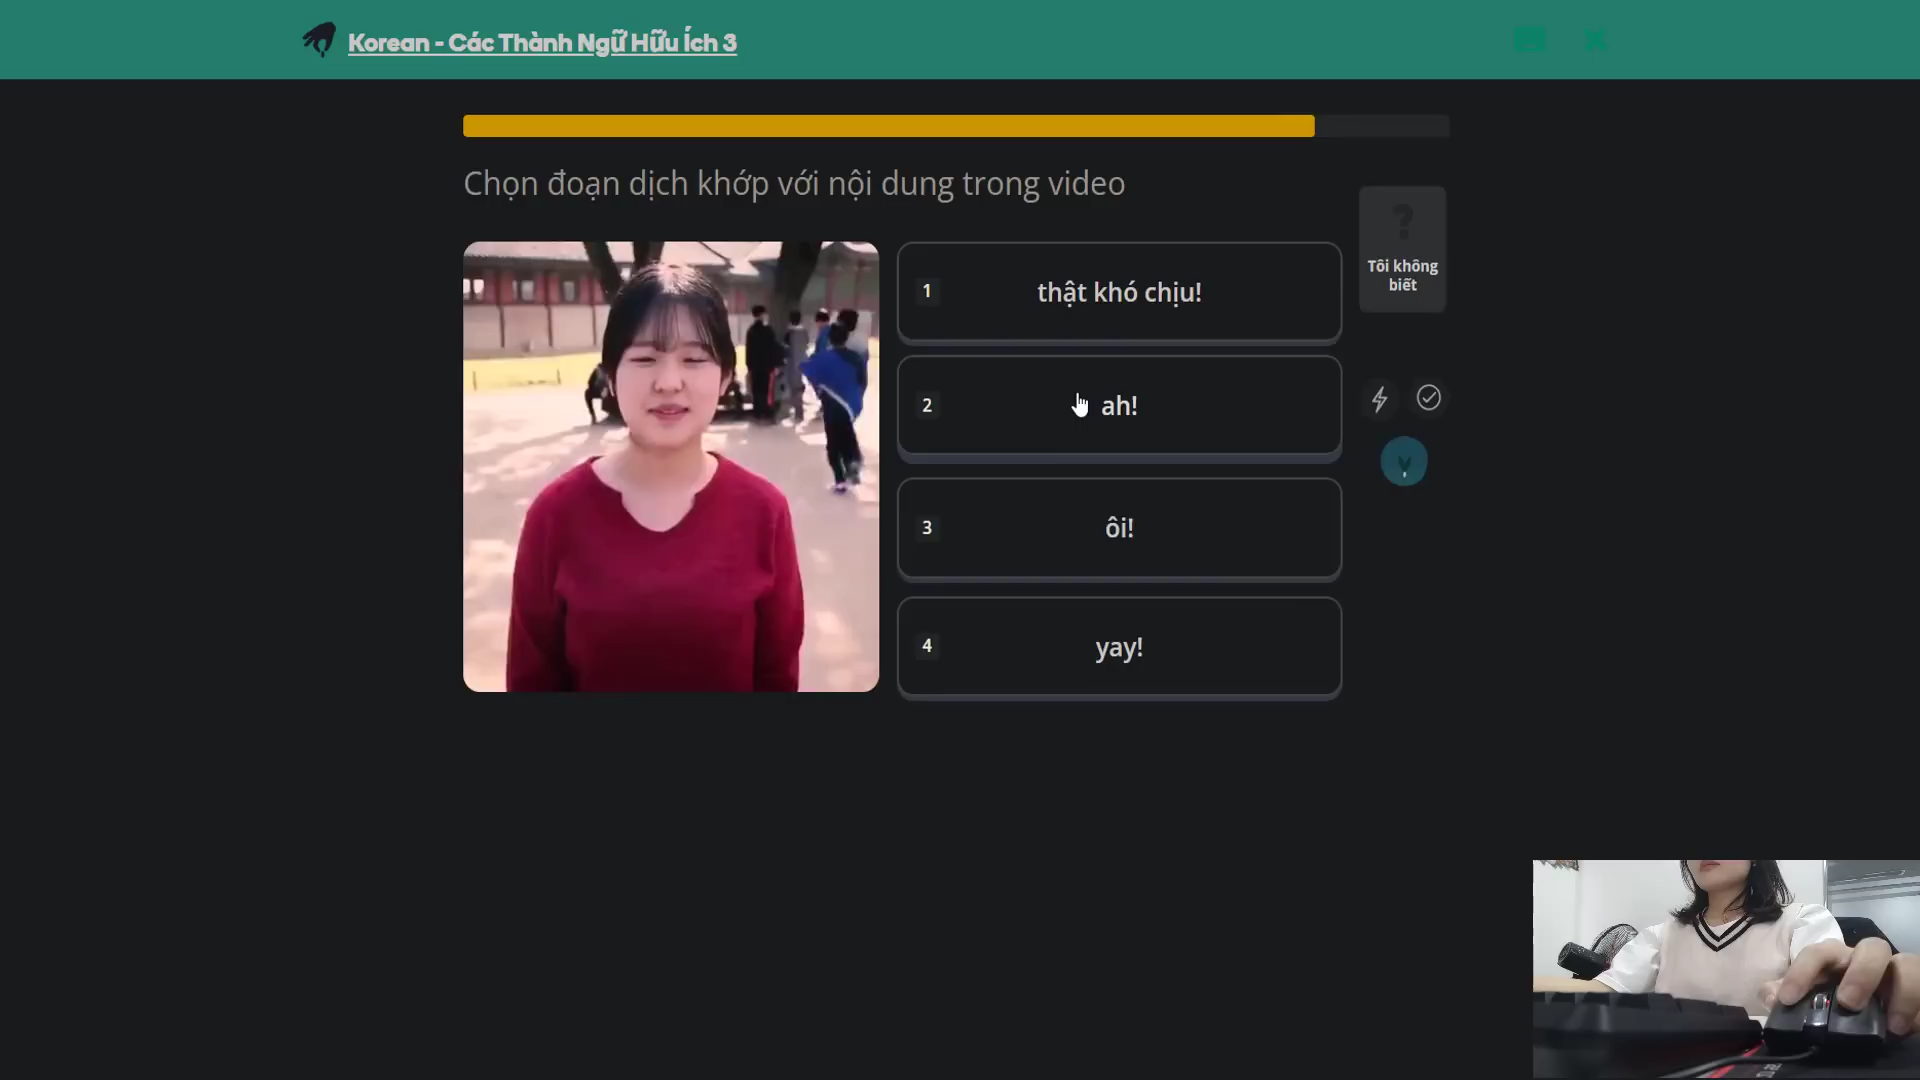 Korean - Các Thành Ngữ Hữu Ích 3
Chọn đoạn dịch khớp với nội dung trong video
?
Tôi không
biết
1 thật khó chịu!
2 ah!
3 ôi!
4 yay!